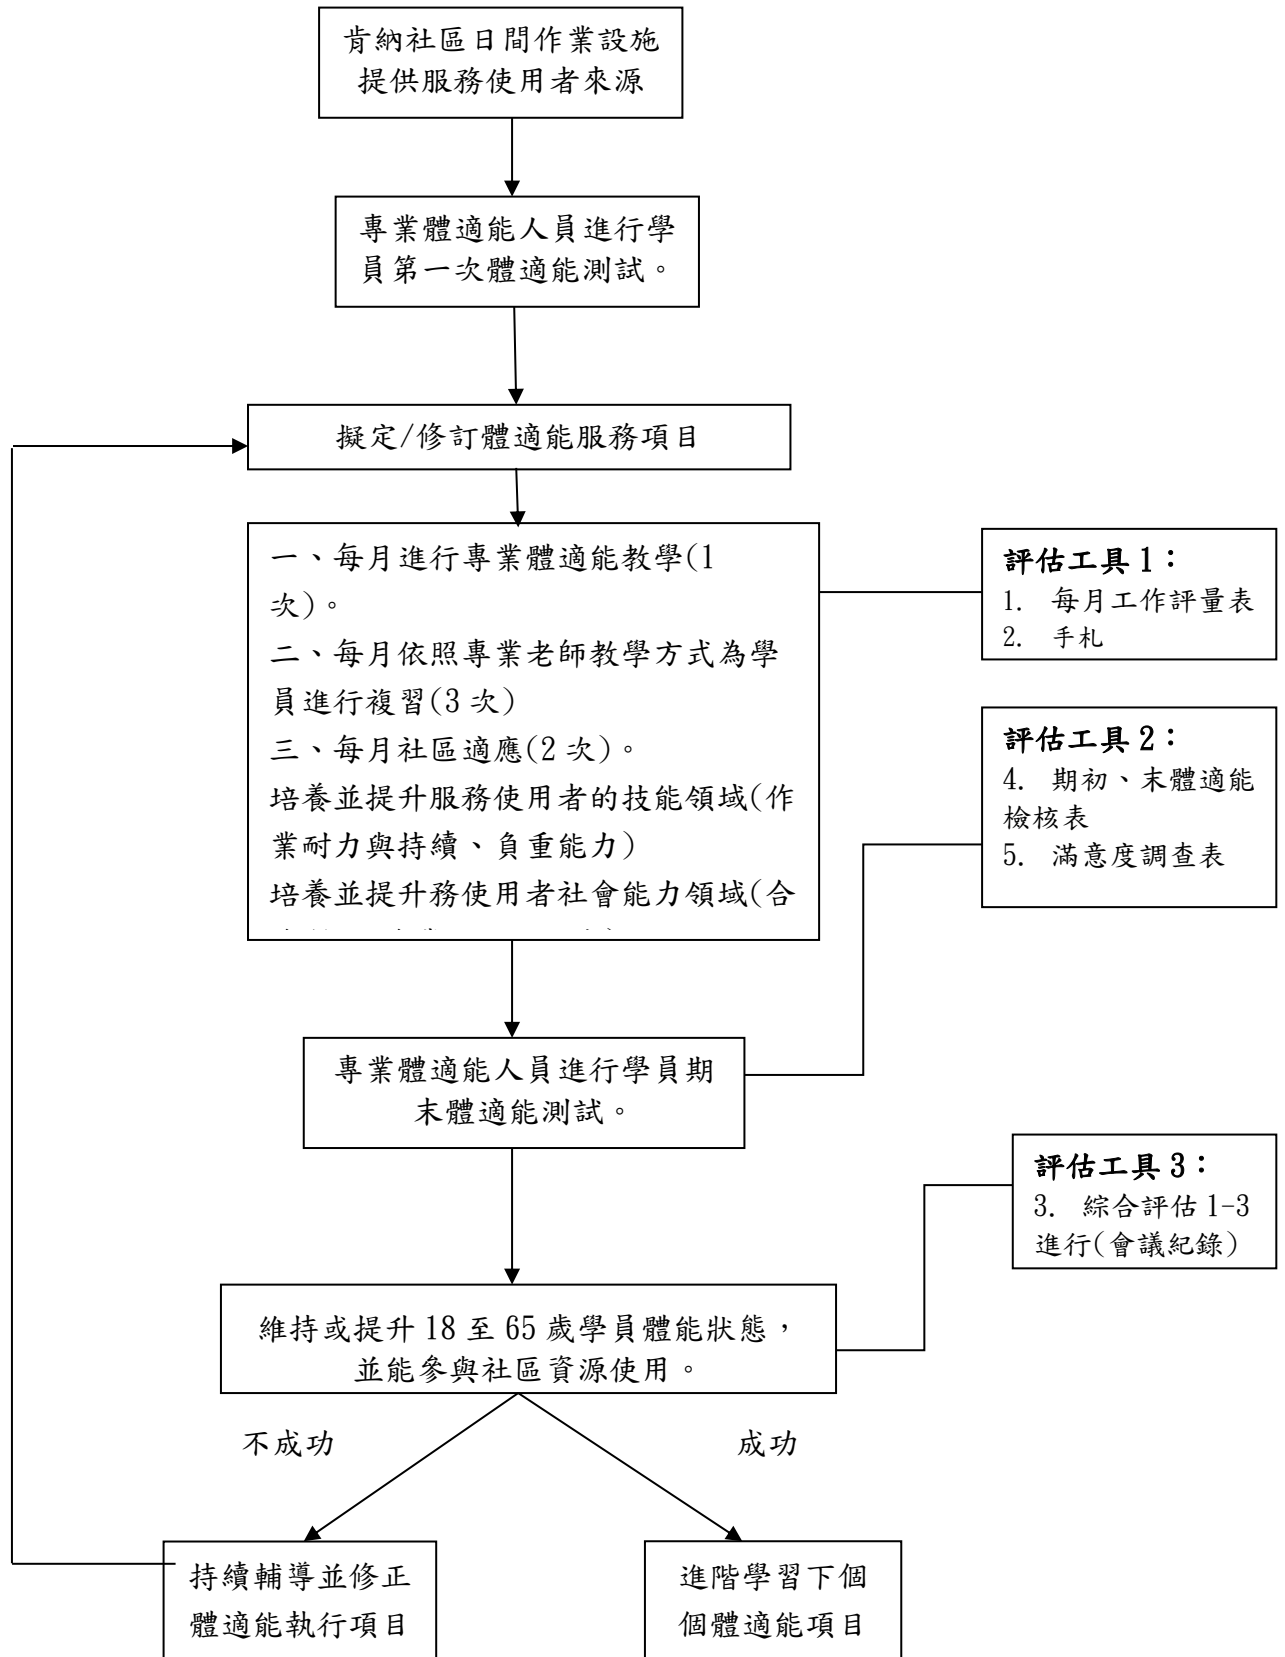 肯納社區日間作業設施
提供服務使用者來源
專業體適能人員進行學
員第一次體適能測試。
擬定/修訂體適能服務項目
一、每月進行專業體適能教學(1
次)。
二、每月依照專業老師教學方式為學
員進行複習(3次)
三、每月社區適應(2次)。
培養並提升服務使用者的技能領域(作
業耐力與持續、負重能力)
培養並提升務使用者社會能力領域(合
評估工具1：
1. 每月工作評量表
2. 手札
評估工具2：
4. 期初、末體適能
檢核表
5. 滿意度調查表
專業體適能人員進行學員期
末體適能測試。
評估工具3：
3. 綜合評估1-3
進行(會議紀錄)
維持或提升18至65歲學員體能狀態，
並能參與社區資源使用。
不成功
成功
持續輔導並修正
體適能執行項目
進階學習下個
個體適能項目